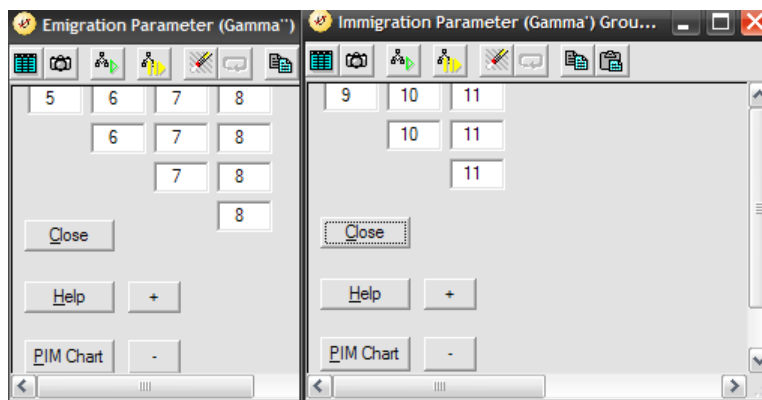 Emigration Parameter (Gamma'')
5 6 7 8
6 7 8
7 8
8
Close
Help +
PIM Chart -
Immigration Parameter (Gamma') Grou...
9 10 11
10 11
11
Close
Help +
PIM Chart -